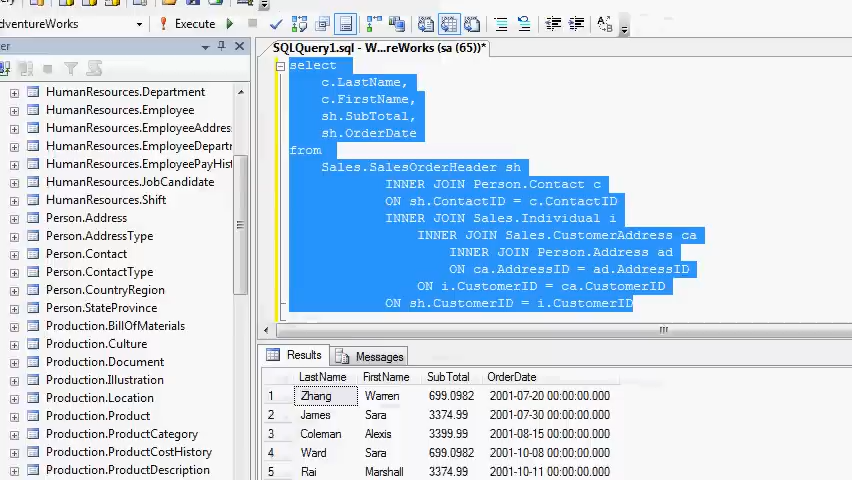 dventureWorks
Execute
er
SQLQuery1.sql - W...reWorks (sa (65))*
HumanResources.Department
HumanResources.Employee
HumanResources.EmployeeAddres
HumanResources.EmployeeDepart
HumanResources.EmployeePayHist
HumanResources.JobCandidate
HumanResources.Shift
Person.Address
Person.AddressType
Person.Contact
Person.ContactType
Person.CountryRegion
Person.StateProvince
Production.BillOfMaterials
Production.Culture
Production.Document
Production.Illustration
Production.Location
Production.Product
Production.ProductCategory
Production.ProductCostHistory
Production.ProductDescription
select
c.LastName,
c.FirstName,
sh.SubTotal,
sh.OrderDate
from
Sales.SalesOrderHeader sh
INNER JOIN Person.Contact c
ON sh.ContactID = c.ContactID
INNER JOIN Sales.Individual i
INNER JOIN Sales.CustomerAddress ca
INNER JOIN Person.Address ad
ON ca.AddressID = ad.AddressID
ON i.CustomerID = ca.CustomerID
ON sh.CustomerID = i.CustomerID
Results Messages
LastName FirstName SubTotal OrderDate
1 Zhang Warren 699.0982 2001-07-20 00:00:00.000
2 James Sara 3374.99 2001-07-30 00:00:00.000
3 Coleman Alexis 3399.99 2001-08-15 00:00:00.000
4 Ward Sara 699.0982 2001-10-08 00:00:00.000
5 Rai Marshall 3374.99 2001-10-11 00:00:00.000